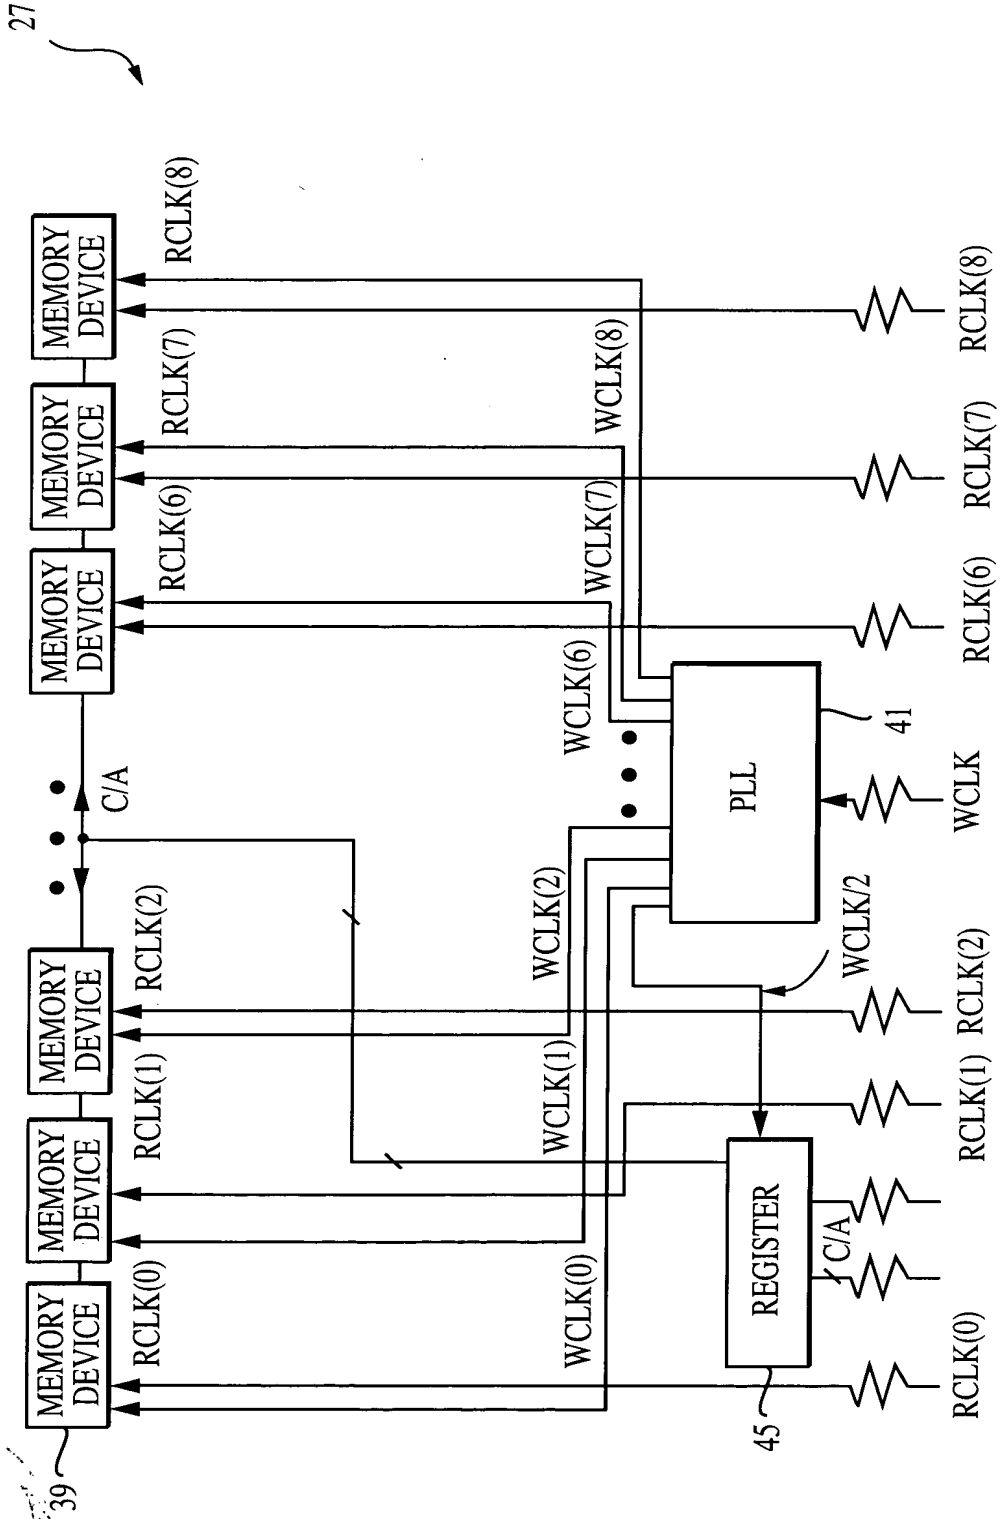 27
MEMORY
DEVICE
MEMORY
DEVICE
MEMORY
DEVICE
MEMORY
DEVICE
MEMORY
DEVICE
MEMORY
DEVICE
39
C/A
RCLK(0)
RCLK(1)
RCLK(2)
RCLK(6)
RCLK(7)
RCLK(8)
WCLK(0)
WCLK(1)
WCLK(2)
WCLK(6)
WCLK(7)
WCLK(8)
PLL
41
REGISTER
45
C/A
WCLK/2
RCLK(0)
RCLK(1)
RCLK(2)
WCLK
RCLK(6)
RCLK(7)
RCLK(8)